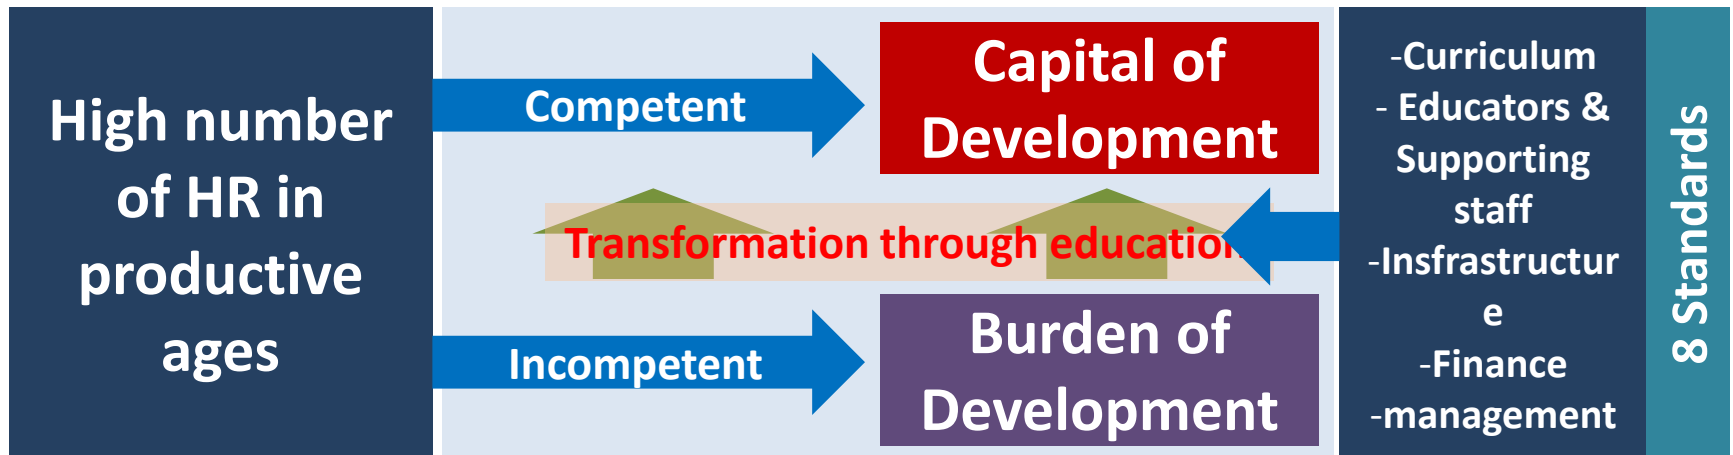 High number
of HR in
productive
ages
Competent
Capital of
Development
Transformation through education
Incompetent
Burden of
Development
-Curriculum
- Educators &
Supporting
staff
-Insfrastructur
e
-Finance
-management
8 Standards